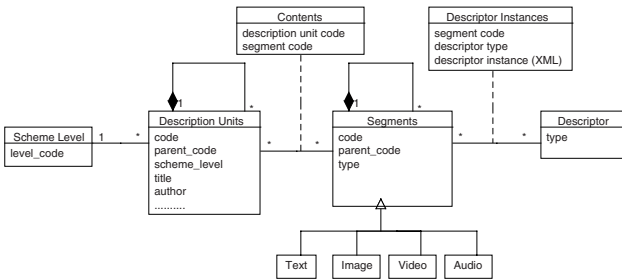 Contents
description unit code
segment code
Descriptor Instances
segment code
descriptor type
descriptor instance (XML)
1
*
1
*
Scheme Level
level_code
1
*
Description Units
code
parent_code
scheme_level
title
author
..........
*
*
Segments
code
parent_code
type
*
*
Descriptor
type
Text
Image
Video
Audio